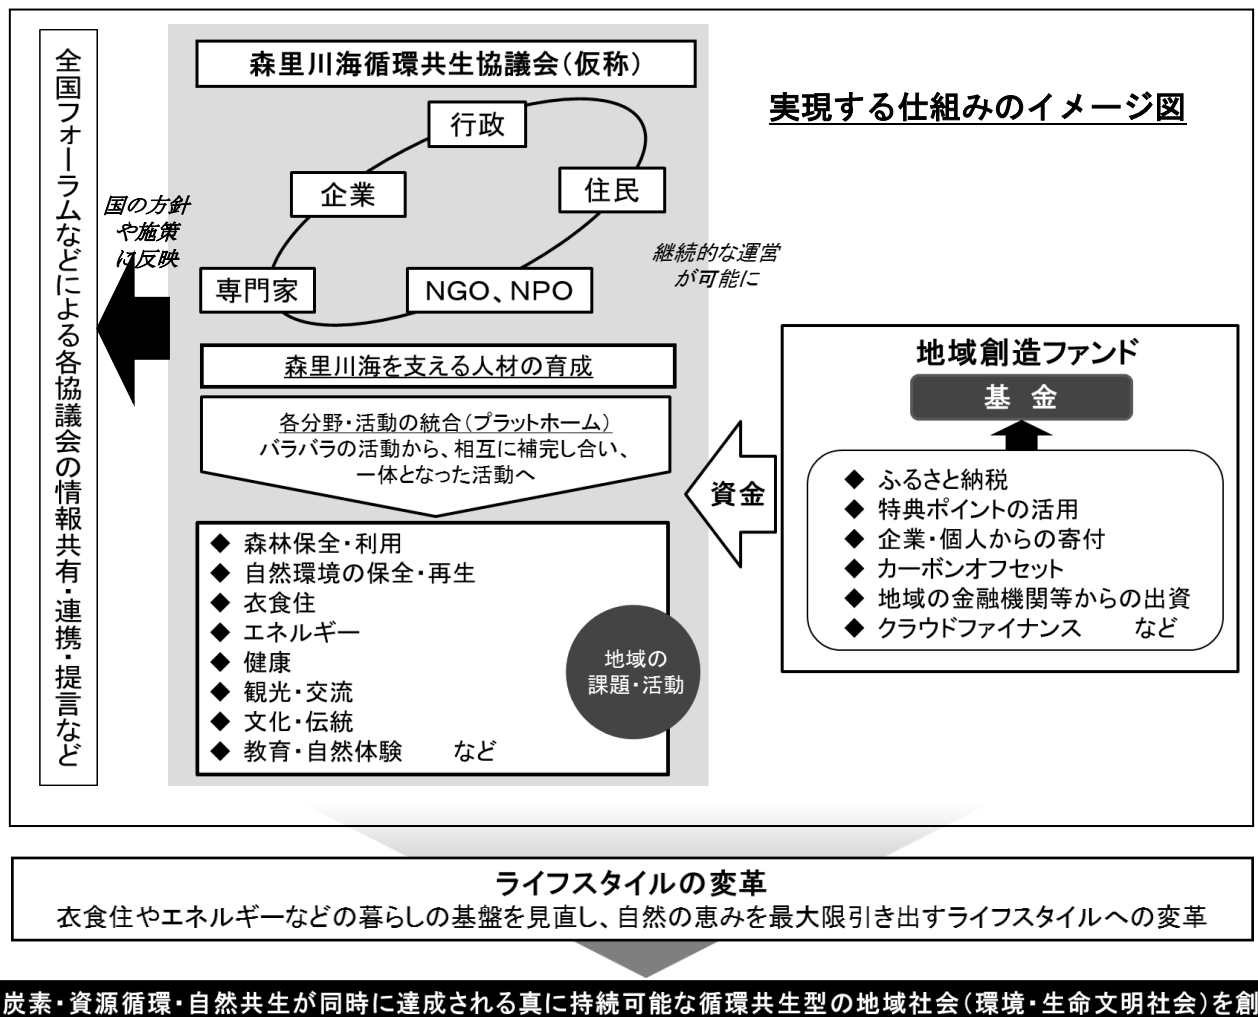 全国フォーラムなどによる各協議会の情報共有・連携・提言など
森里川海循環共生協議会（仮称）
行政
企業
住民
専門家
NGO、NPO
国の方針
や施策
に反映
継続的な運営
が可能に
実現する仕組みのイメージ図
森里川海を支える人材の育成
各分野・活動の統合（プラットホーム）
バラバラの活動から、相互に補完し合い、
一体となった活動へ
◆ 森林保全・利用
◆ 自然環境の保全・再生
◆ 衣食住
◆ エネルギー
◆ 健康
◆ 観光・交流
◆ 文化・伝統
◆ 教育・自然体験　　など
地域の
課題・活動
資金
地域創造ファンド
基　金
◆ ふるさと納税
◆ 特典ポイントの活用
◆ 企業・個人からの寄付
◆ カーボンオフセット
◆ 地域の金融機関等からの出資
◆ クラウドファイナンス　　など
ライフスタイルの変革
衣食住やエネルギーなどの暮らしの基盤を見直し、自然の恵みを最大限引き出すライフスタイルへの変革
炭素・資源循環・自然共生が同時に達成される真に持続可能な循環共生型の地域社会（環境・生命文明社会）を創